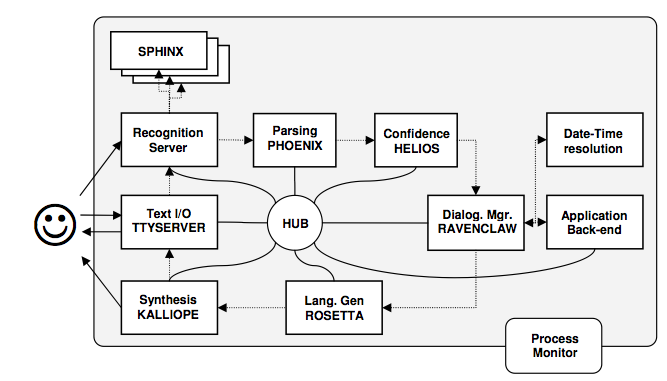 SPHINX
Recognition
Server
Parsing
PHOENIX
Confidence
HELIOS
Date-Time
resolution
Text I/O
TTYSERVER
HUB
Dialog. Mgr.
RAVENCLAW
Application
Back-end
Synthesis
KALLIOPE
Lang. Gen
ROSETTA
Process
Monitor